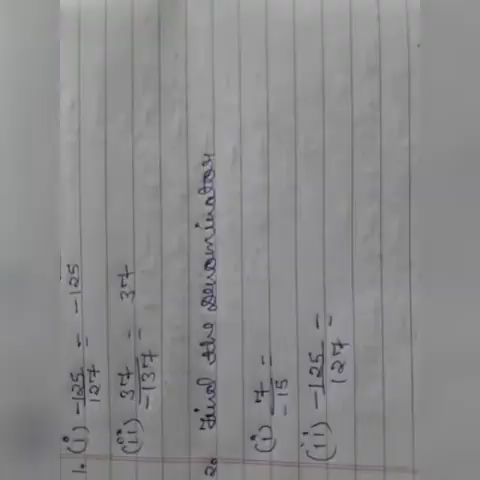 1. (i) -125/127 = -125
(ii) 37/-137 = 37
2. Find the Denominator
(i) 7/-15 =
(ii) -125/127 =